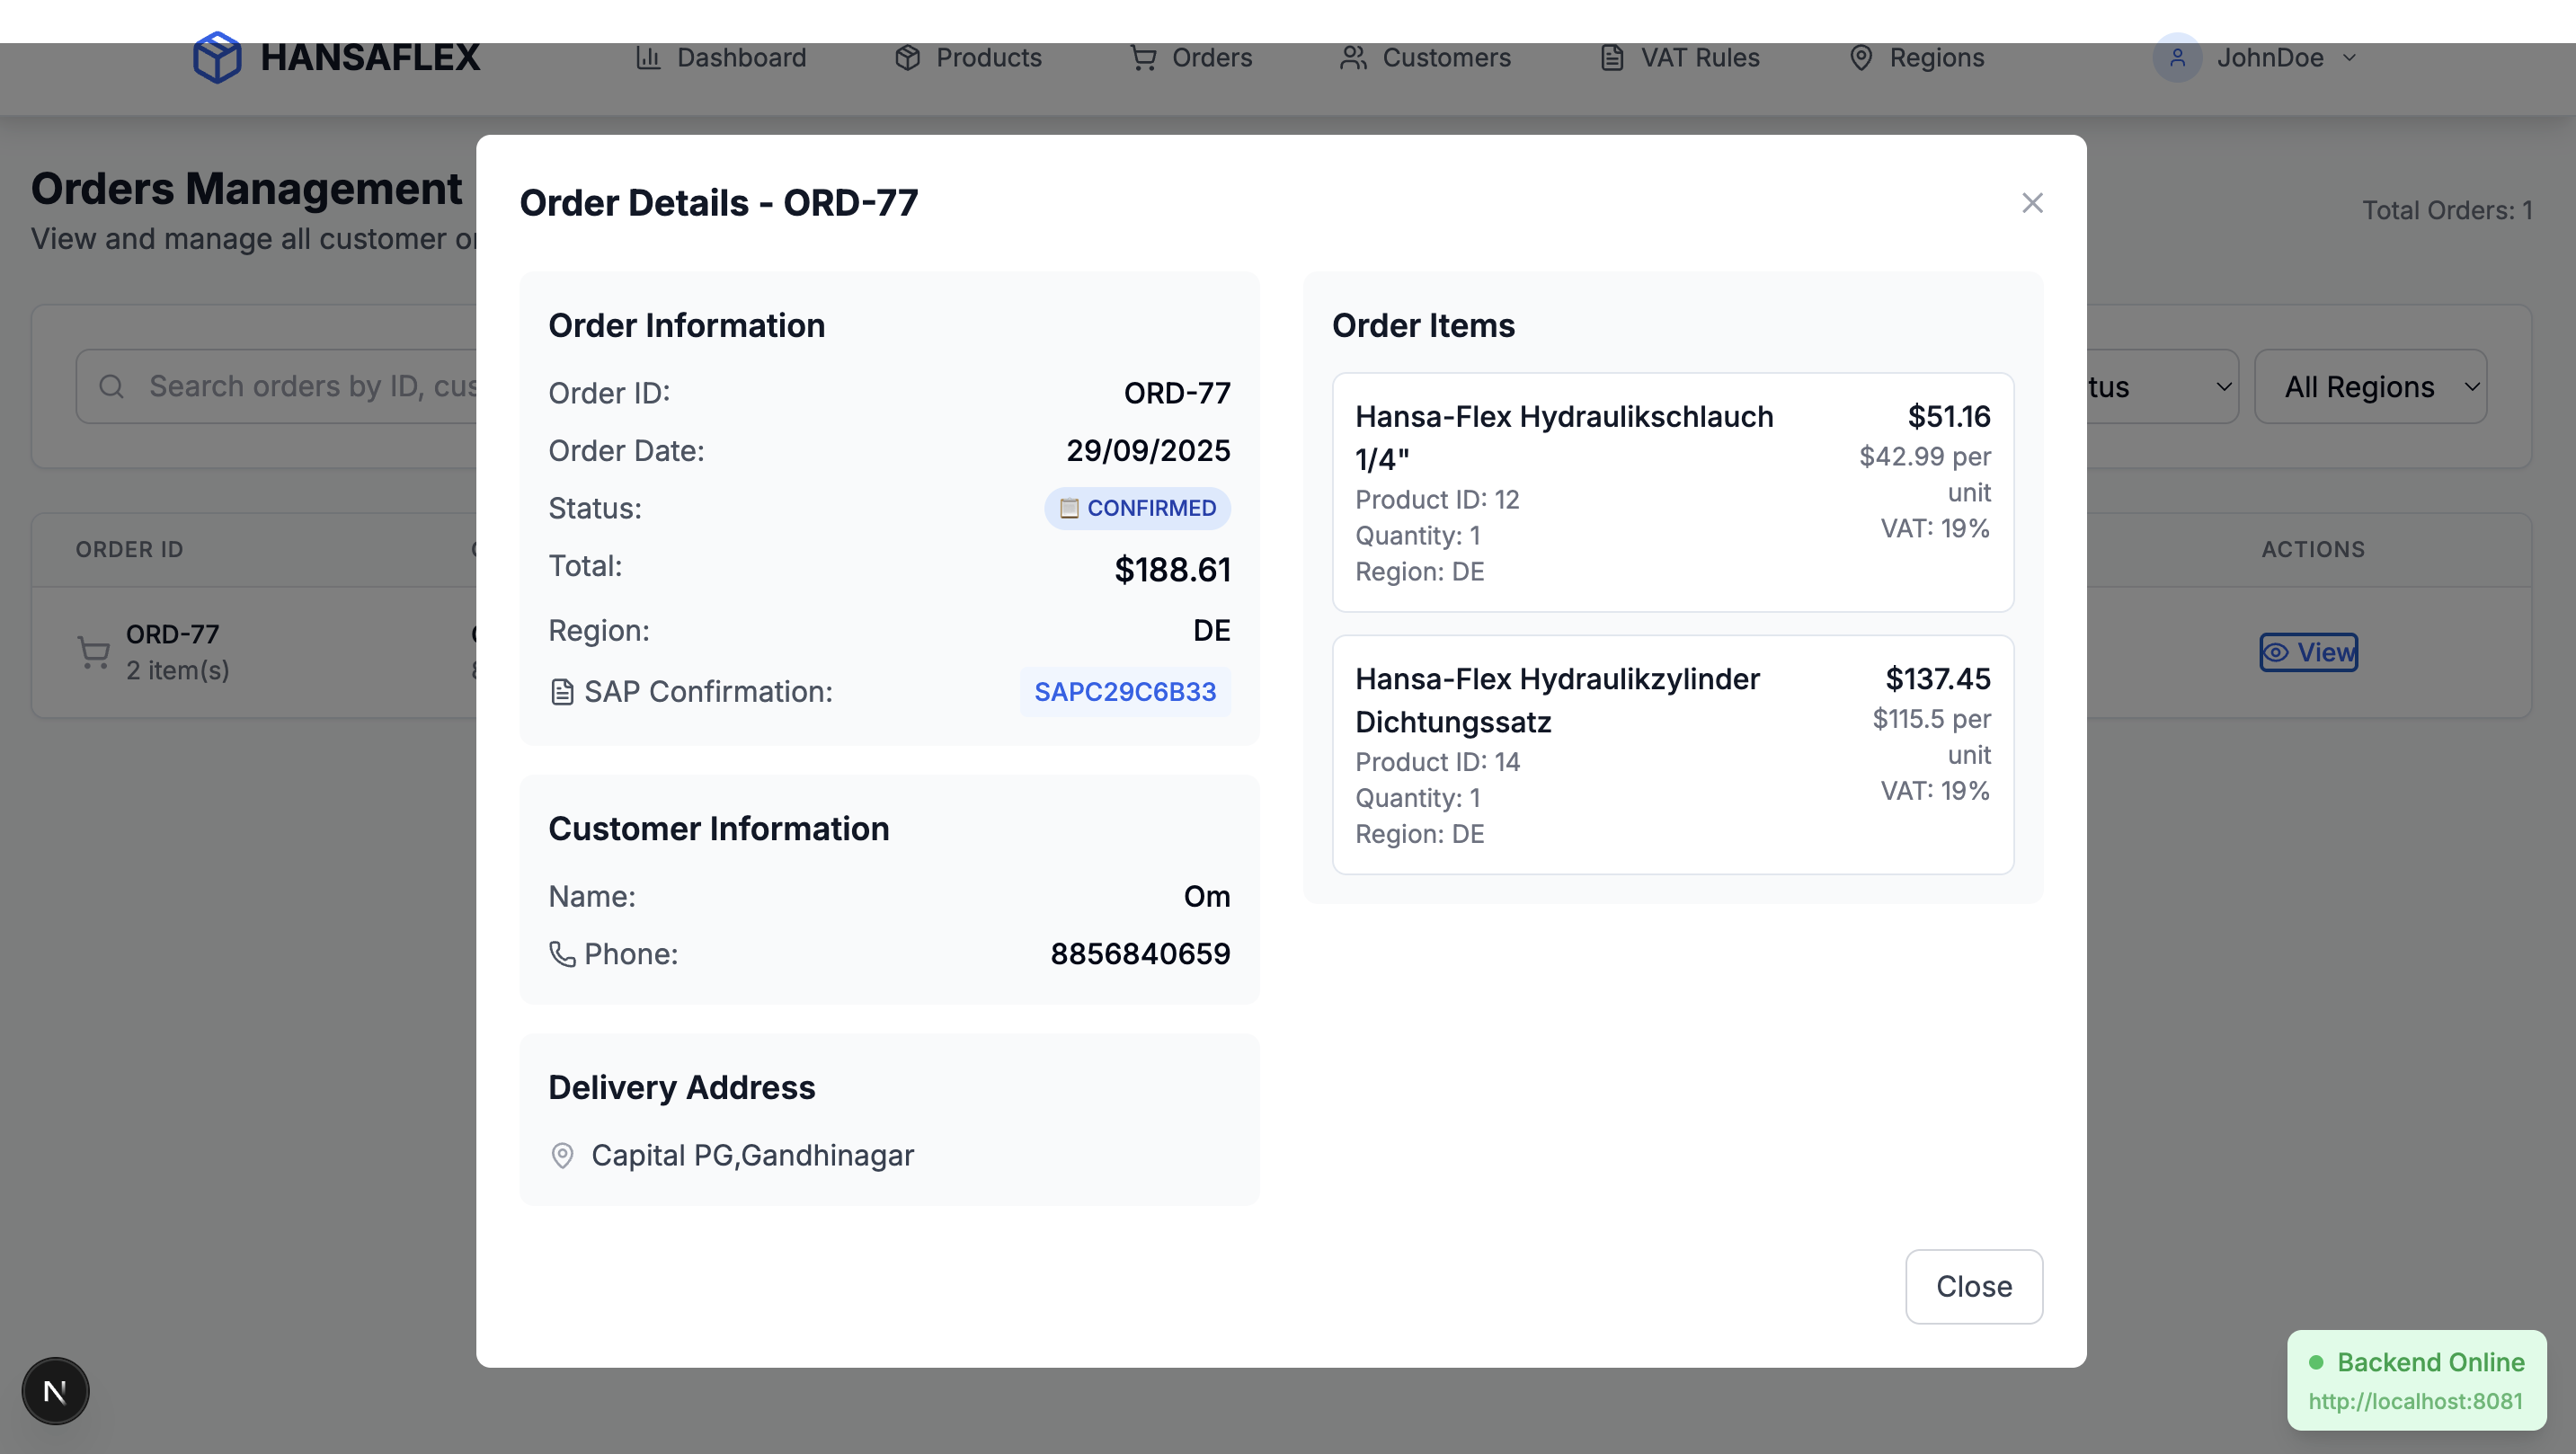 HANSAFLEX
Dashboard
Products
Orders
Customers
VAT Rules
Regions
JohnDoe
Orders Management
View and manage all customer
Total Orders: 1
Search orders by ID,
All Regions
ORDER ID
ACTIONS
ORD-77
2 item(s)
View
Order Details - ORD-77
Order Information
Order ID: ORD-77
Order Date: 29/09/2025
Status: 📋 CONFIRMED
Total: $188.61
Region: DE
SAP Confirmation: SAPC29C6B33
Customer Information
Name: Om
Phone: 8856840659
Delivery Address
Capital PG,Gandhinagar
Order Items
Hansa-Flex Hydraulikschlauch $51.16
1/4" $42.99 per
Product ID: 12 unit
Quantity: 1 VAT: 19%
Region: DE
Hansa-Flex Hydraulikzylinder $137.45
Dichtungssatz $115.5 per
Product ID: 14 unit
Quantity: 1 VAT: 19%
Region: DE
Close
N
Backend Online
http://localhost:8081